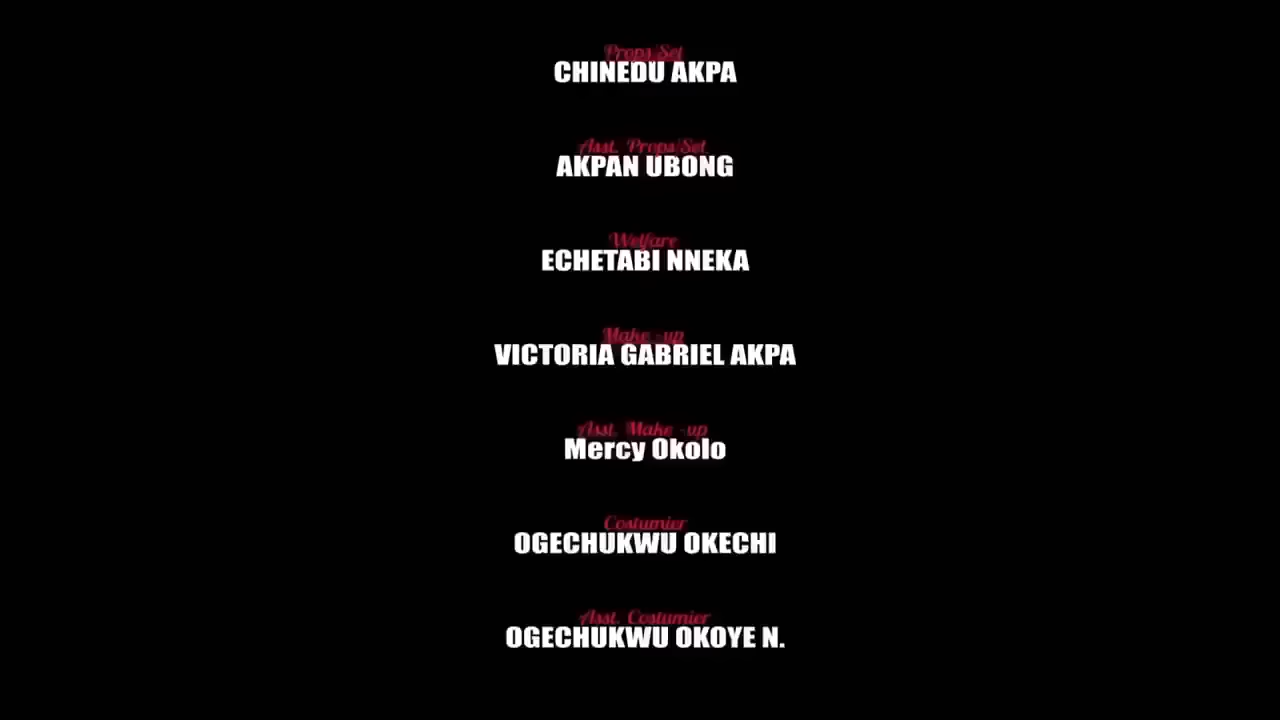 Props/Set
CHINEDU AKPA
Asst. Props/Set
AKPAN UBONG
Welfare
ECHETABI NNEKA
Make -up
VICTORIA GABRIEL AKPA
Asst. Make -up
Mercy Okolo
Costumier
OGECHUKWU OKECHI
Asst. Costumier
OGECHUKWU OKOYE N.